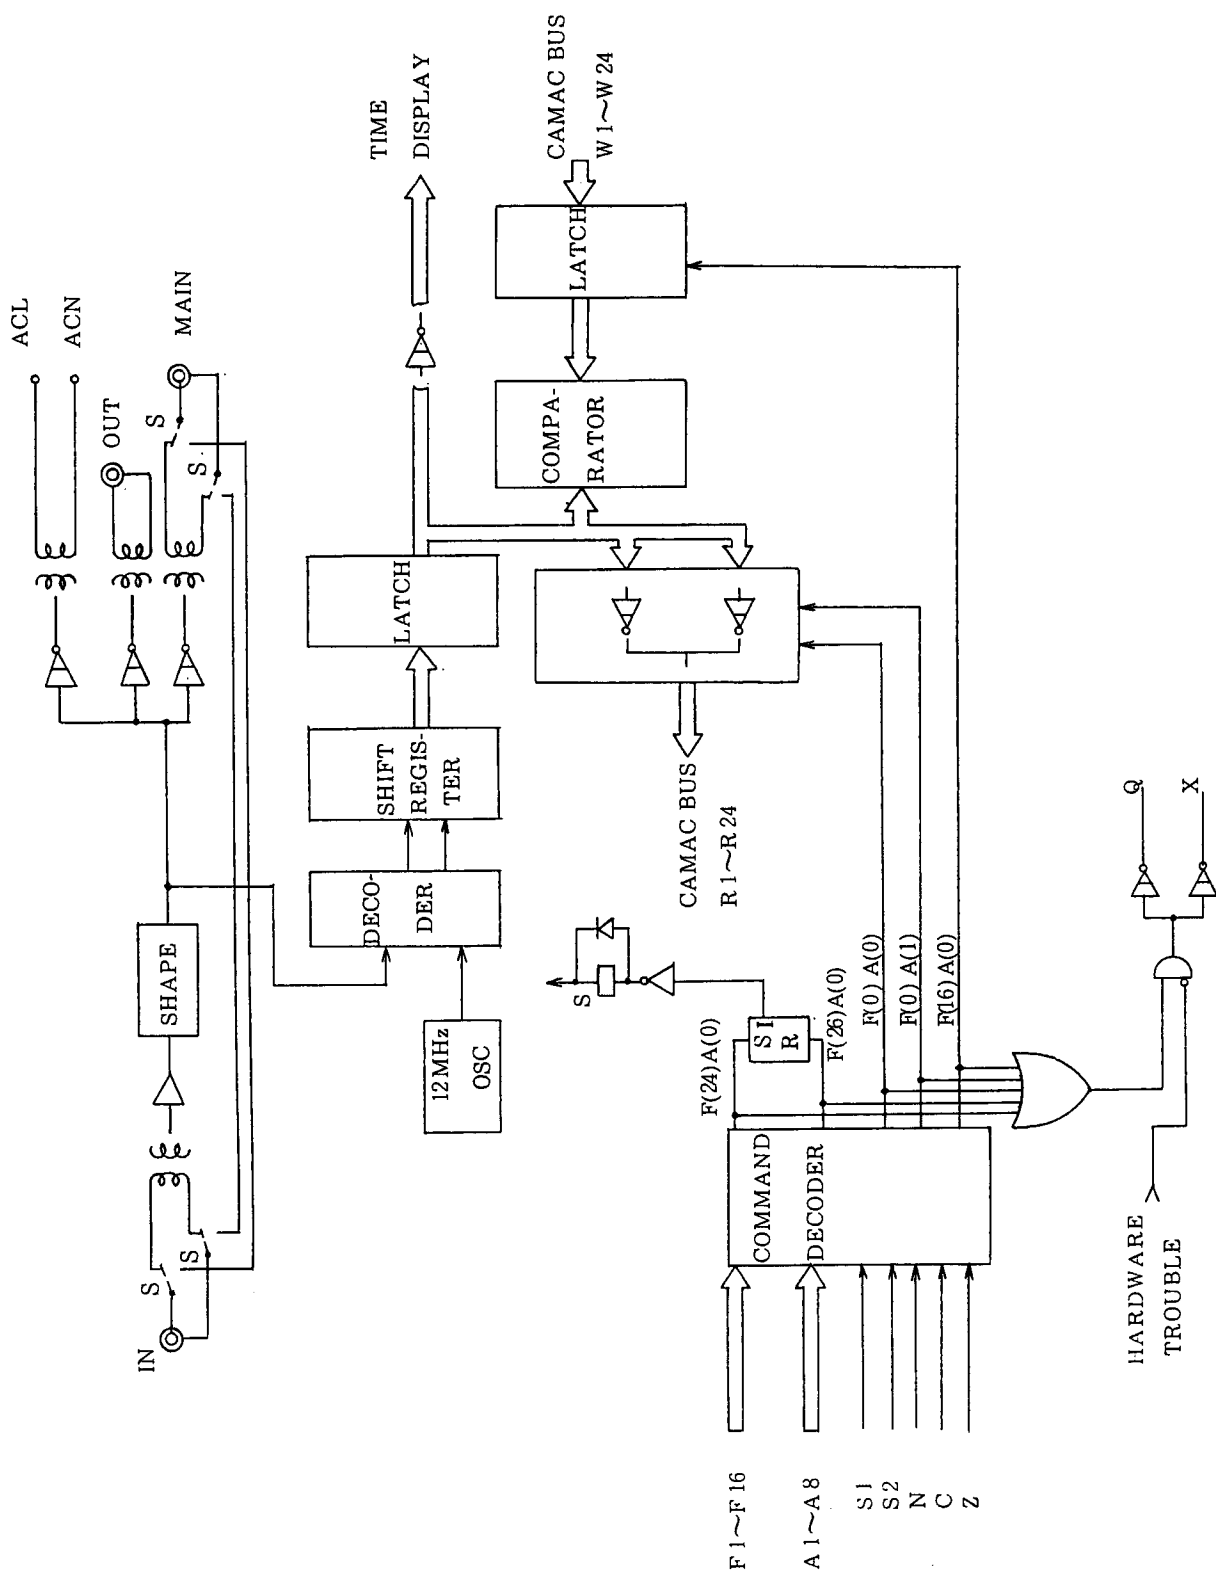 IN
S
S
SHAPE
ACL
ACN
OUT
MAIN
S
S
12MHz
OSC
DECO-
DER
SHIFT
REGIS-
TER
LATCH
TIME
DISPLAY
COMPA-
RATOR
LATCH
CAMAC BUS
W1~W24
CAMAC BUS
R1~R24
S
S I
R
F(24)A(0)
F(26)A(0)
F(0) A(0)
F(0) A(1)
F(16) A(0)
COMMAND
DECODER
F1~F16
A1~A8
S1
S2
N
C
Z
HARDWARE
TROUBLE
Q
X